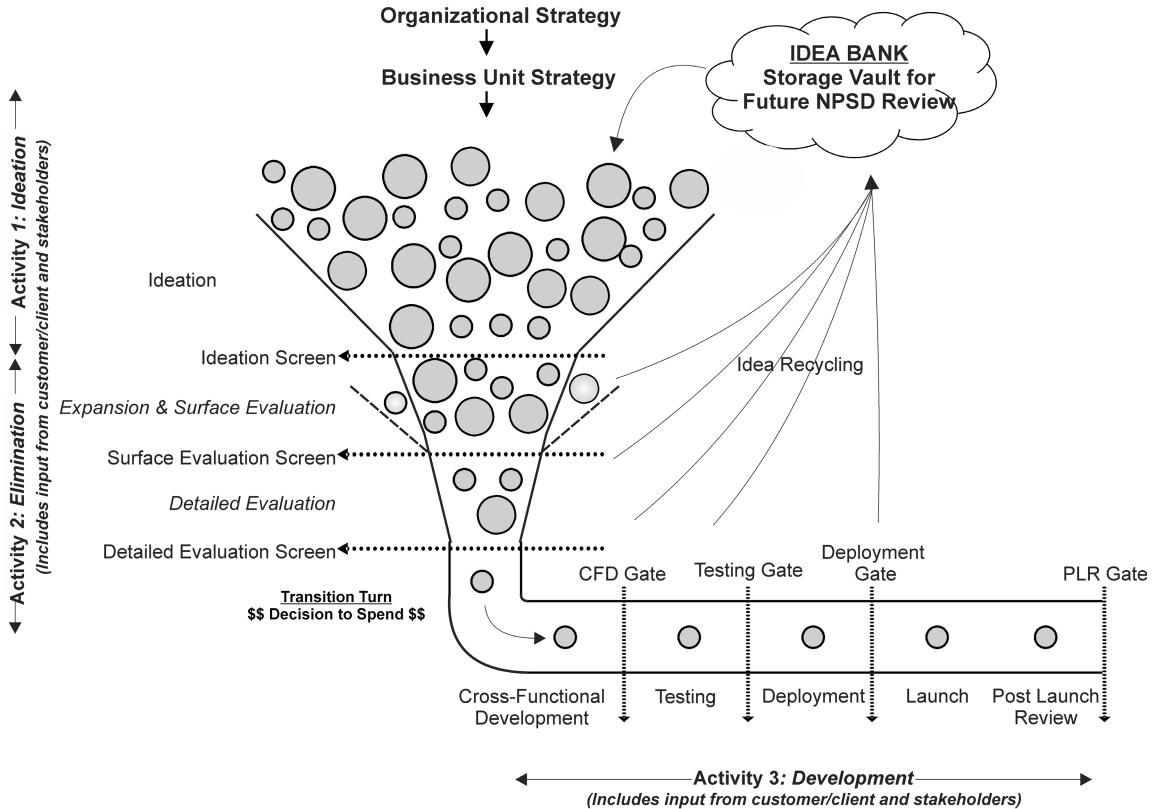 Organizational Strategy
Business Unit Strategy
IDEA BANK
Storage Vault for
Future NPSD Review
Activity 1: Ideation
(Includes input from customer/client and stakeholders)
Ideation
Ideation Screen
Idea Recycling
Expansion & Surface Evaluation
Surface Evaluation Screen
Detailed Evaluation
Detailed Evaluation Screen
Activity 2: Elimination
(Includes input from customer/client and stakeholders)
Transition Turn
$$ Decision to Spend $$
CFD Gate
Testing Gate
Deployment
Gate
PLR Gate
Cross-Functional
Development
Testing
Deployment
Launch
Post Launch
Review
Activity 3: Development
(Includes input from customer/client and stakeholders)